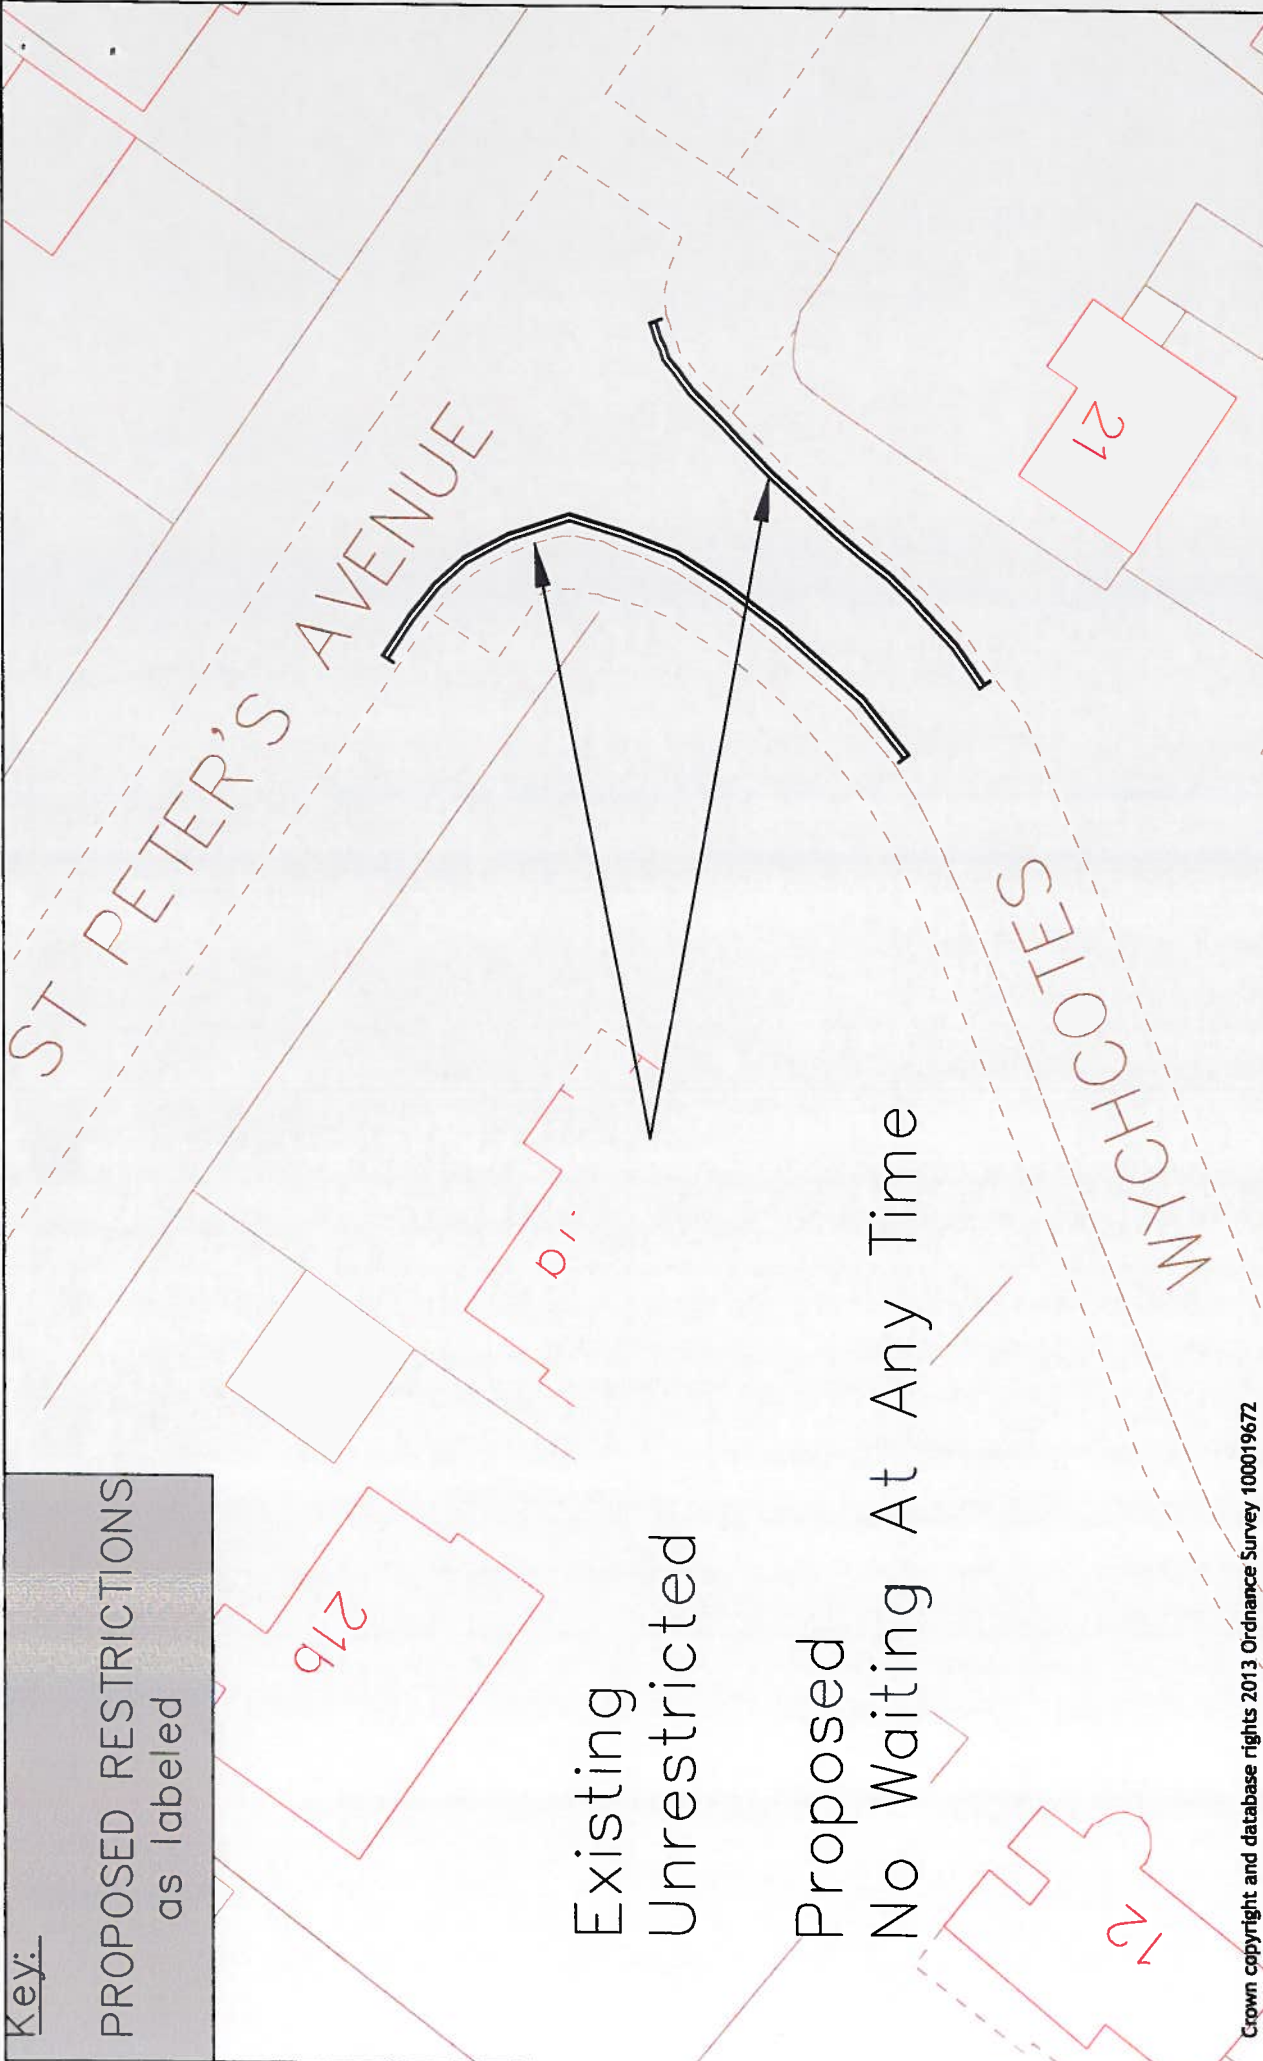 Key:
PROPOSED RESTRICTIONS
as labeled
ST PETER'S AVENUE
21b
21
Existing
Unrestricted
Proposed
No Waiting At Any Time
WYCHCOTES
12
Crown copyright and database rights 2013 Ordnance Survey 100019672